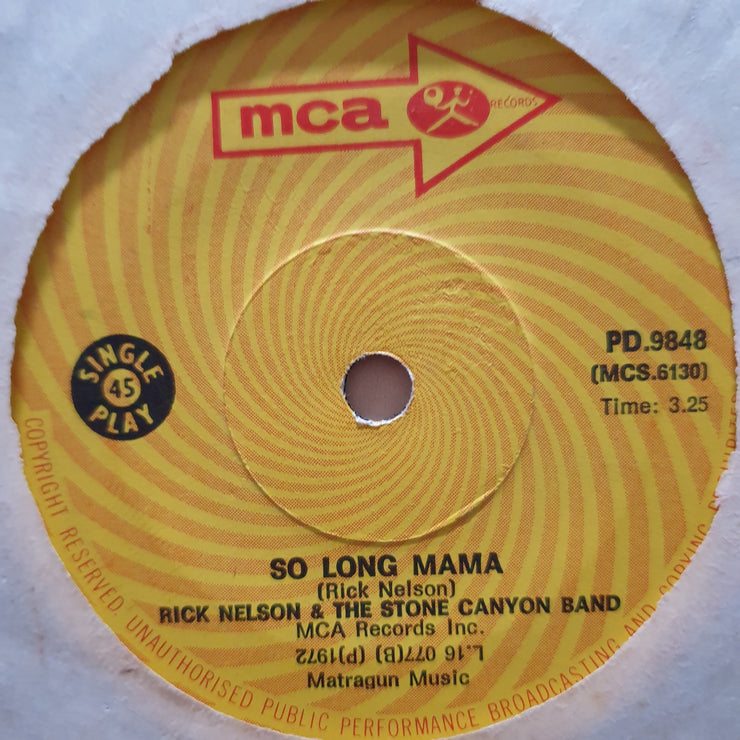 mca
RECORDS
SINGLE
45
PLAY
PD.9848
(MCS.6130)
Time: 3.25
SO LONG MAMA
(Rick Nelson)
RICK NELSON & THE STONE CANYON BAND
MCA Records Inc.
L.16 077(B) (P)1972
Matragun Music
COPYRIGHT RESERVED. UNAUTHORISED PUBLIC PERFORMANCE BROADCASTING AND COPYING